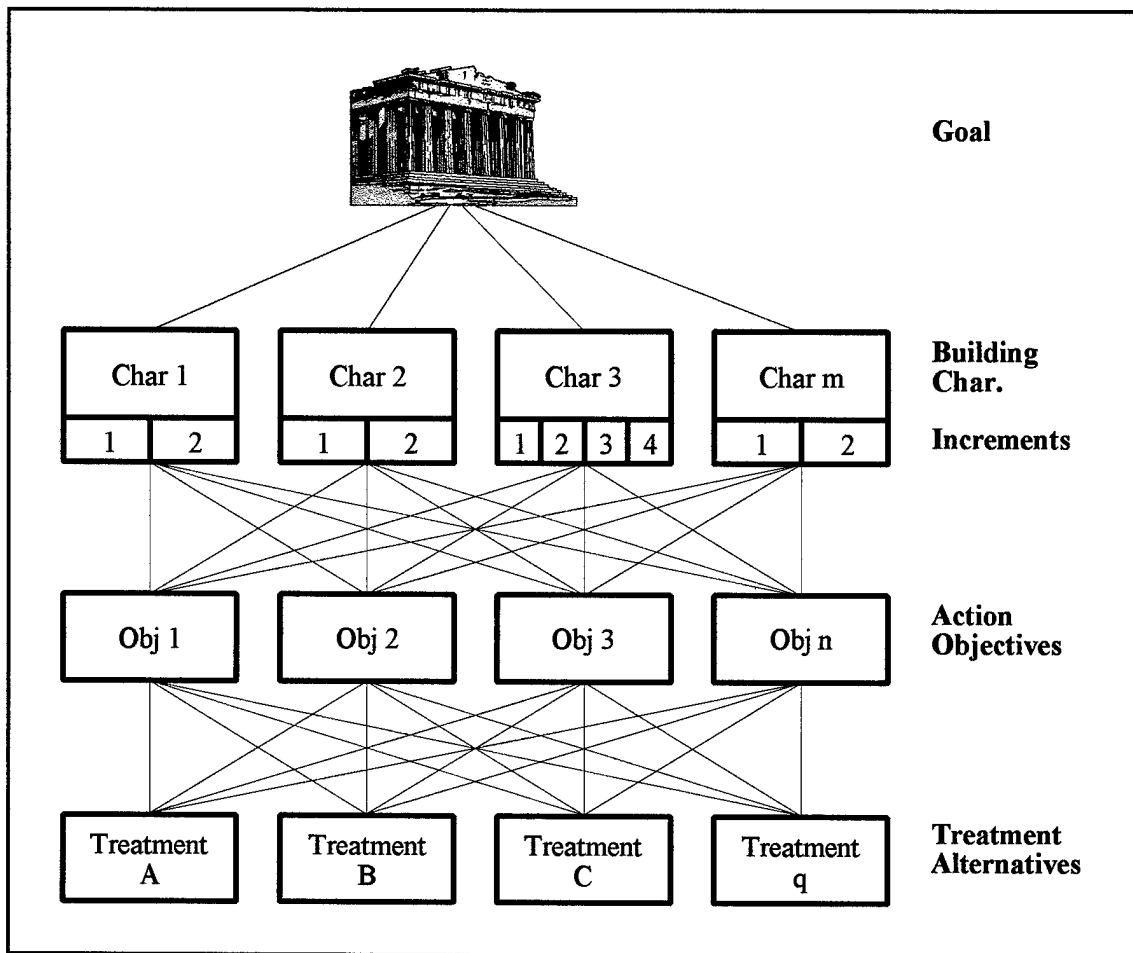 Goal
Char 1
Char 2
Char 3
Char m
Building
Char.
1 2
1 2
1 2 3 4
1 2
Increments
Obj 1
Obj 2
Obj 3
Obj n
Action
Objectives
Treatment
A
Treatment
B
Treatment
C
Treatment
q
Treatment
Alternatives